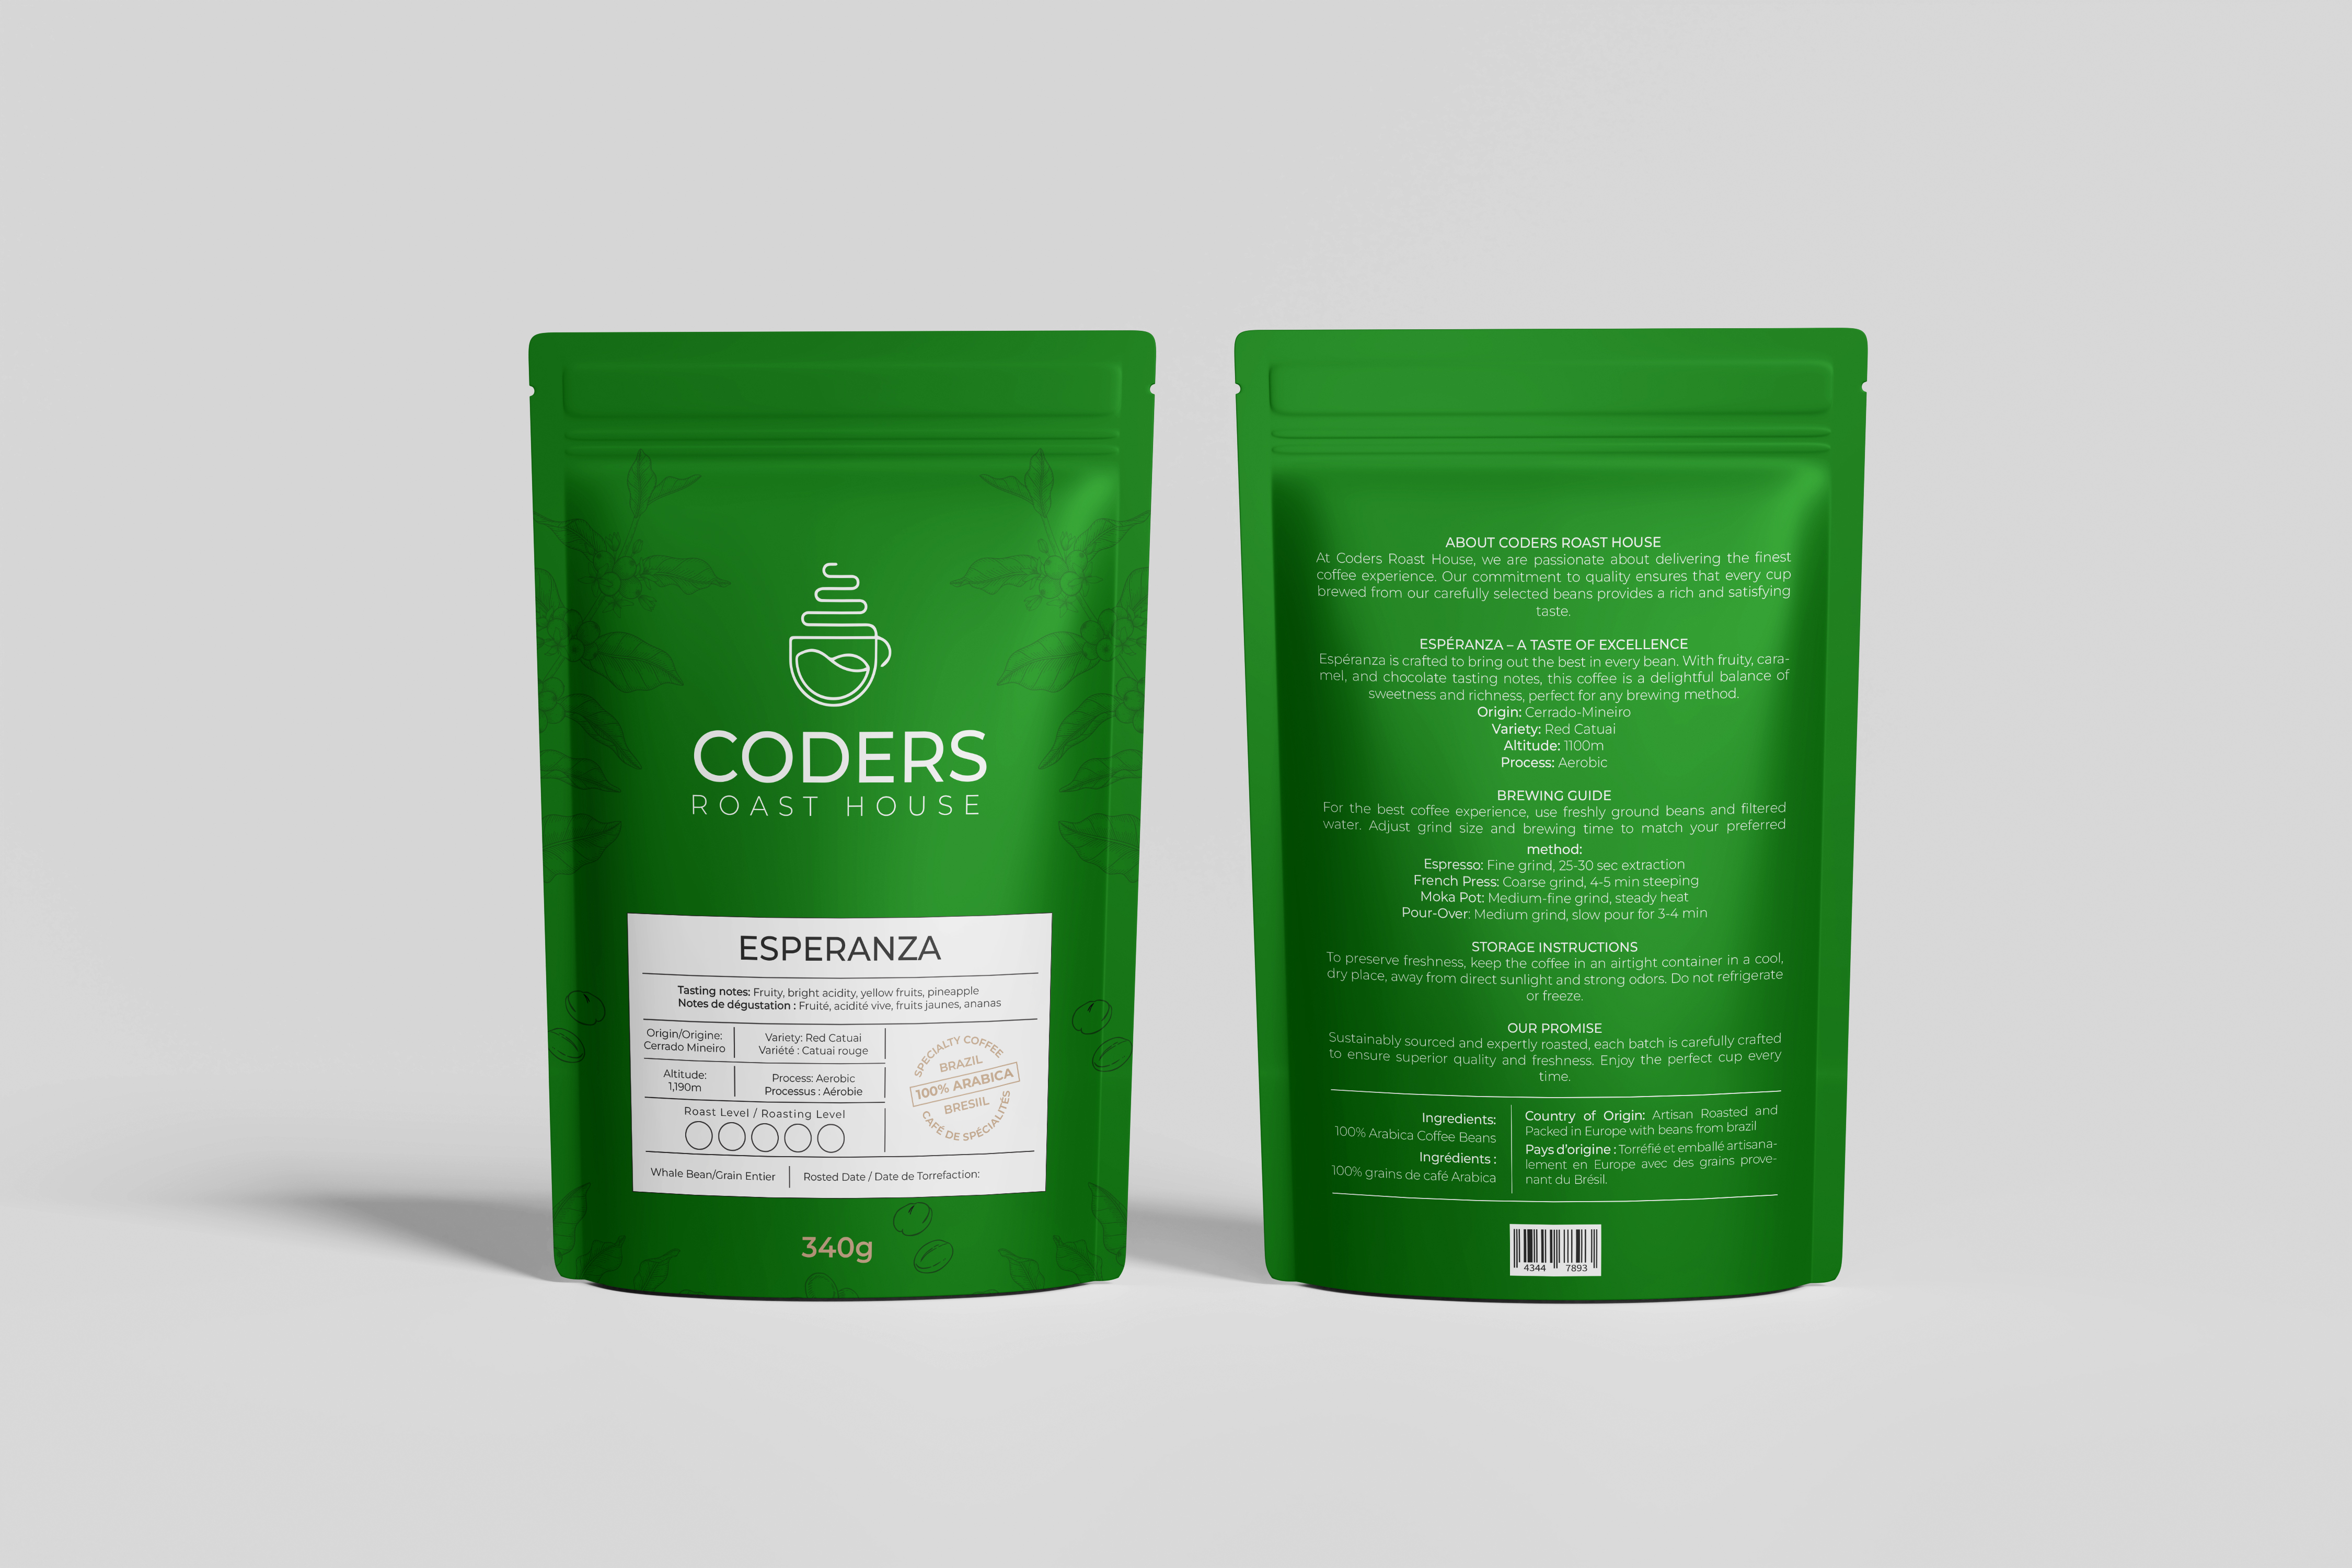 CODERS
ROAST HOUSE
ESPERANZA
Tasting notes: Fruity, bright acidity, yellow fruits, pineapple
Notes de dégustation : Fruité, acidité vive, fruits jaunes, ananas
Origin/Origine:
Cerrado Mineiro
Variety: Red Catuai
Variété : Catuai rouge
Altitude:
1,190m
Process: Aerobic
Processus : Aérobie
Roast Level / Roasting Level
SPECIALTY COFFEE
BRAZIL
100% ARABICA
BRESIIL
CAFÉ DE SPÉCIALITÉS
Whale Bean/Grain Entier
Rosted Date / Date de Torrefaction:
340g
ABOUT CODERS ROAST HOUSE
At Coders Roast House, we are passionate about delivering the finest
coffee experience. Our commitment to quality ensures that every cup
brewed from our carefully selected beans provides a rich and satisfying
taste.
ESPÉRANZA – A TASTE OF EXCELLENCE
Espéranza is crafted to bring out the best in every bean. With fruity, cara-
mel, and chocolate tasting notes, this coffee is a delightful balance of
sweetness and richness, perfect for any brewing method.
Origin: Cerrado-Mineiro
Variety: Red Catuai
Altitude: 1100m
Process: Aerobic
BREWING GUIDE
For the best coffee experience, use freshly ground beans and filtered
water. Adjust grind size and brewing time to match your preferred
method:
Espresso: Fine grind, 25-30 sec extraction
French Press: Coarse grind, 4-5 min steeping
Moka Pot: Medium-fine grind, steady heat
Pour-Over: Medium grind, slow pour for 3-4 min
STORAGE INSTRUCTIONS
To preserve freshness, keep the coffee in an airtight container in a cool,
dry place, away from direct sunlight and strong odors. Do not refrigerate
or freeze.
OUR PROMISE
Sustainably sourced and expertly roasted, each batch is carefully crafted
to ensure superior quality and freshness. Enjoy the perfect cup every
time.
Ingredients:
100% Arabica Coffee Beans
Ingrédients :
100% grains de café Arabica
Country of Origin: Artisan Roasted and
Packed in Europe with beans from brazil
Pays d'origine : Torréfié et emballé artisana-
lement en Europe avec des grains prove-
nant du Brésil.
4344 7893